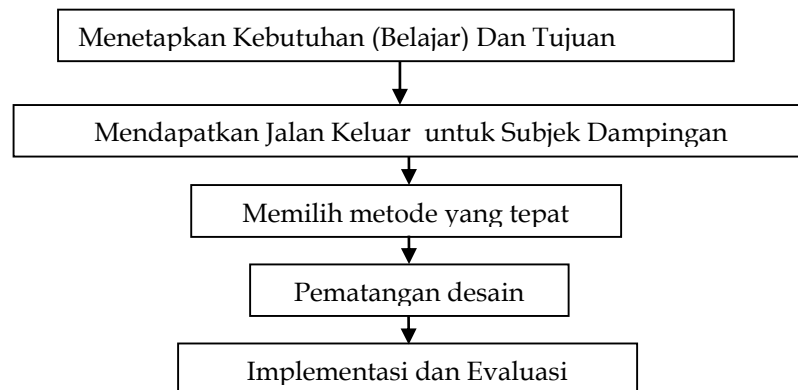 Menetapkan Kebutuhan (Belajar) Dan Tujuan
Mendapatkan Jalan Keluar untuk Subjek Dampingan
Memilih metode yang tepat
Pematangan desain
Implementasi dan Evaluasi